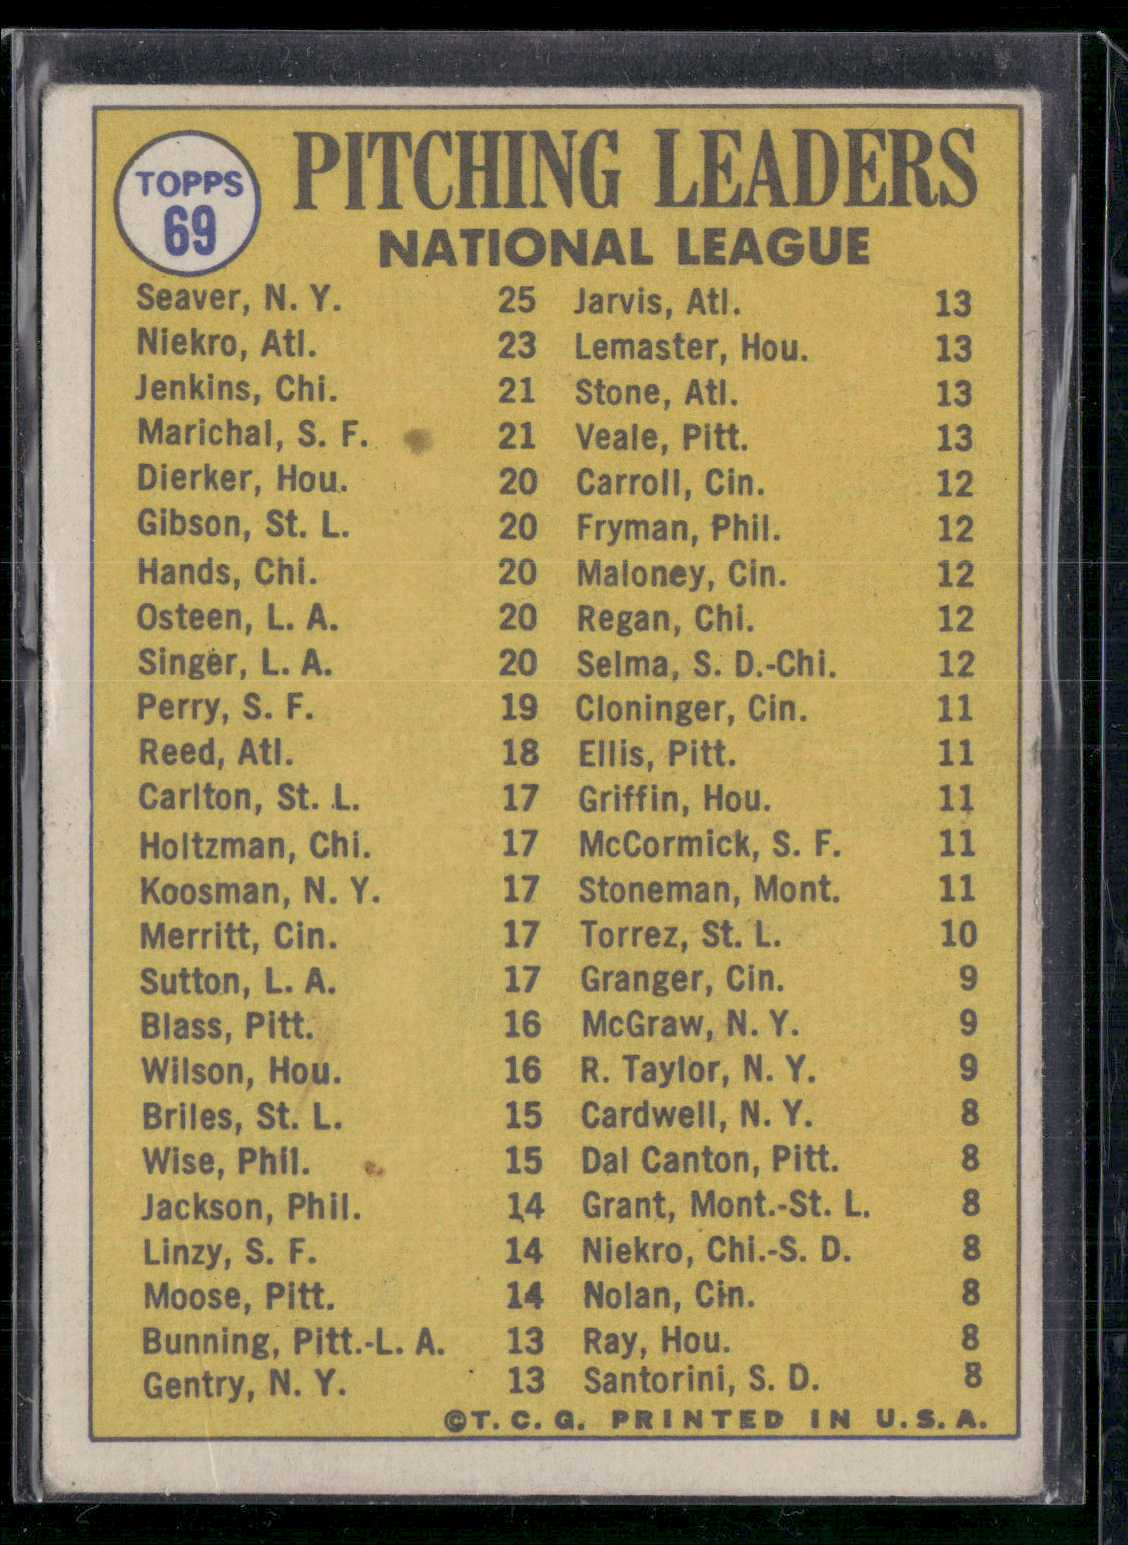 TOPPS
69
PITCHING LEADERS
NATIONAL LEAGUE
Seaver, N. Y. 25
Niekro, Atl. 23
Jenkins, Chi. 21
Marichal, S. F. 21
Dierker, Hou. 20
Gibson, St. L. 20
Hands, Chi. 20
Osteen, L. A. 20
Singer, L. A. 20
Perry, S. F. 19
Reed, Atl. 18
Carlton, St. L. 17
Holtzman, Chi. 17
Koosman, N. Y. 17
Merritt, Cin. 17
Sutton, L. A. 17
Blass, Pitt. 16
Wilson, Hou. 16
Briles, St. L. 15
Wise, Phil. 15
Jackson, Phil. 14
Linzy, S. F. 14
Moose, Pitt. 14
Bunning, Pitt.-L. A. 13
Gentry, N. Y. 13
Jarvis, Atl. 13
Lemaster, Hou. 13
Stone, Atl. 13
Veale, Pitt. 13
Carroll, Cin. 12
Fryman, Phil. 12
Maloney, Cin. 12
Regan, Chi. 12
Selma, S. D.-Chi. 12
Cloninger, Cin. 11
Ellis, Pitt. 11
Griffin, Hou. 11
McCormick, S. F. 11
Stoneman, Mont. 11
Torrez, St. L. 10
Granger, Cin. 9
McGraw, N. Y. 9
R. Taylor, N. Y. 9
Cardwell, N. Y. 8
Dal Canton, Pitt. 8
Grant, Mont.-St. L. 8
Niekro, Chi.-S. D. 8
Nolan, Cin. 8
Ray, Hou. 8
Santorini, S. D. 8
©T. C. G. PRINTED IN U. S. A.